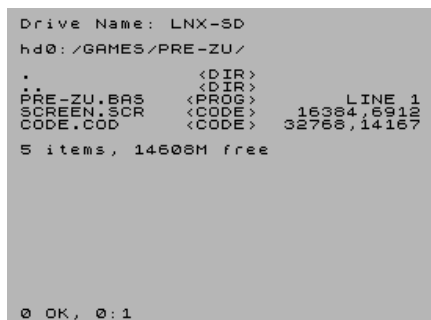 Drive Name: LNX-SD
hd0:/GAMES/PRE-ZU/
. <DIR>
.. <DIR>
PRE-ZU.BAS <PROG> LINE 1
SCREEN.SCR <CODE> 16384,6912
CODE.COD <CODE> 32768,14167
5 items, 14608M free
0 OK, 0:1